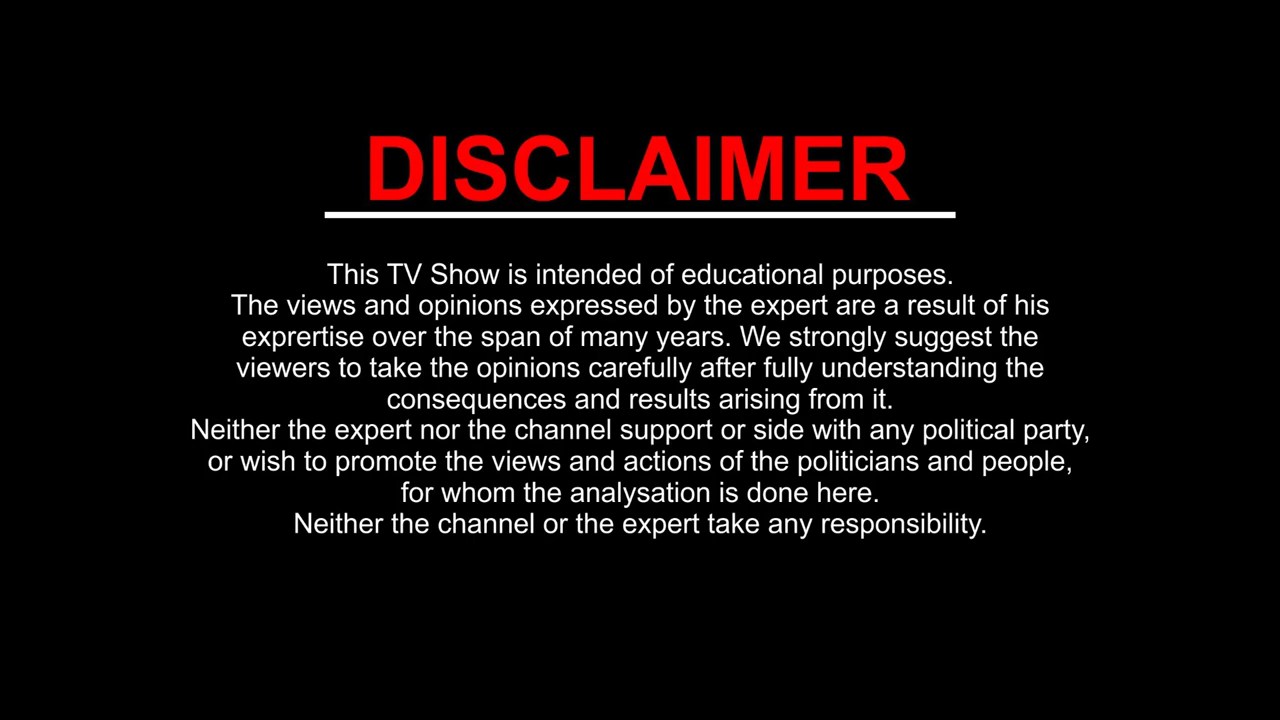 DISCLAIMER
This TV Show is intended of educational purposes.
The views and opinions expressed by the expert are a result of his
exprertise over the span of many years. We strongly suggest the
viewers to take the opinions carefully after fully understanding the
consequences and results arising from it.
Neither the expert nor the channel support or side with any political party,
or wish to promote the views and actions of the politicians and people,
for whom the analysation is done here.
Neither the channel or the expert take any responsibility.